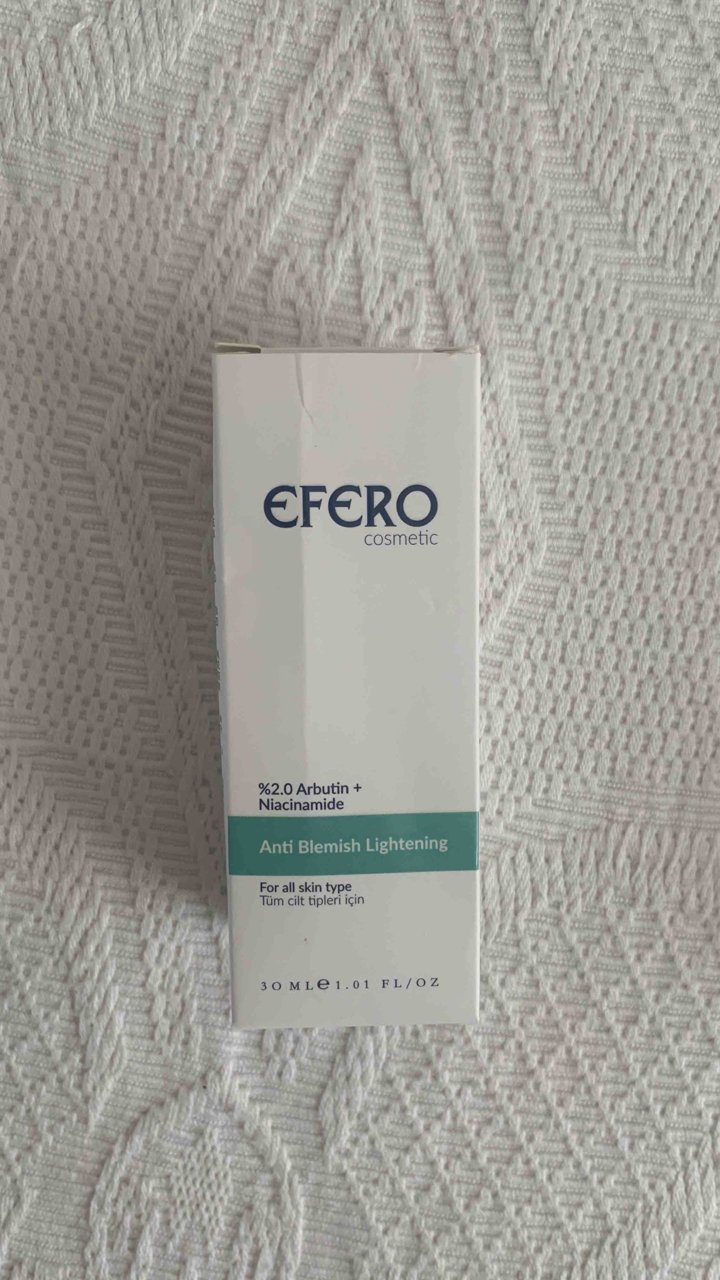 EFERO
cosmetic
%2.0 Arbutin +
Niacinamide
Anti Blemish Lightening
For all skin type
Tüm cilt tipleri için
30 ML℮1.01 FL/OZ